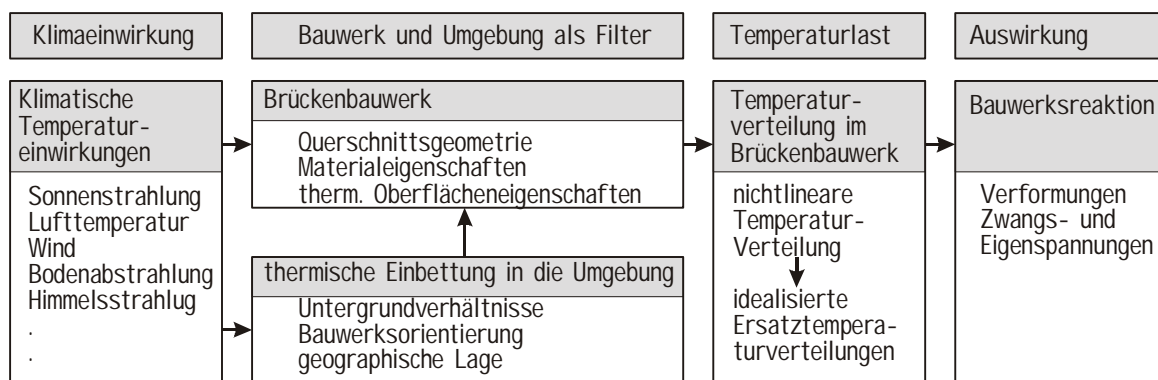 Klimaeinwirkung
Bauwerk und Umgebung als Filter
Temperaturlast
Auswirkung
Klimatische
Temperatur-
einwirkungen
Sonnenstrahlung
Lufttemperatur
Wind
Bodenabstrahlung
Himmelsstrahlug
.
.
Brückenbauwerk
Querschnittsgeometrie
Materialeigenschaften
therm. Oberflächeneigenschaften
thermische Einbettung in die Umgebung
Untergrundverhältnisse
Bauwerksorientierung
geographische Lage
Temperatur-
verteilung im
Brückenbauwerk
nichtlineare
Temperatur-
Verteilung
idealisierte
Ersatztempera-
turverteilungen
Bauwerksreaktion
Verformungen
Zwangs- und
Eigenspannungen